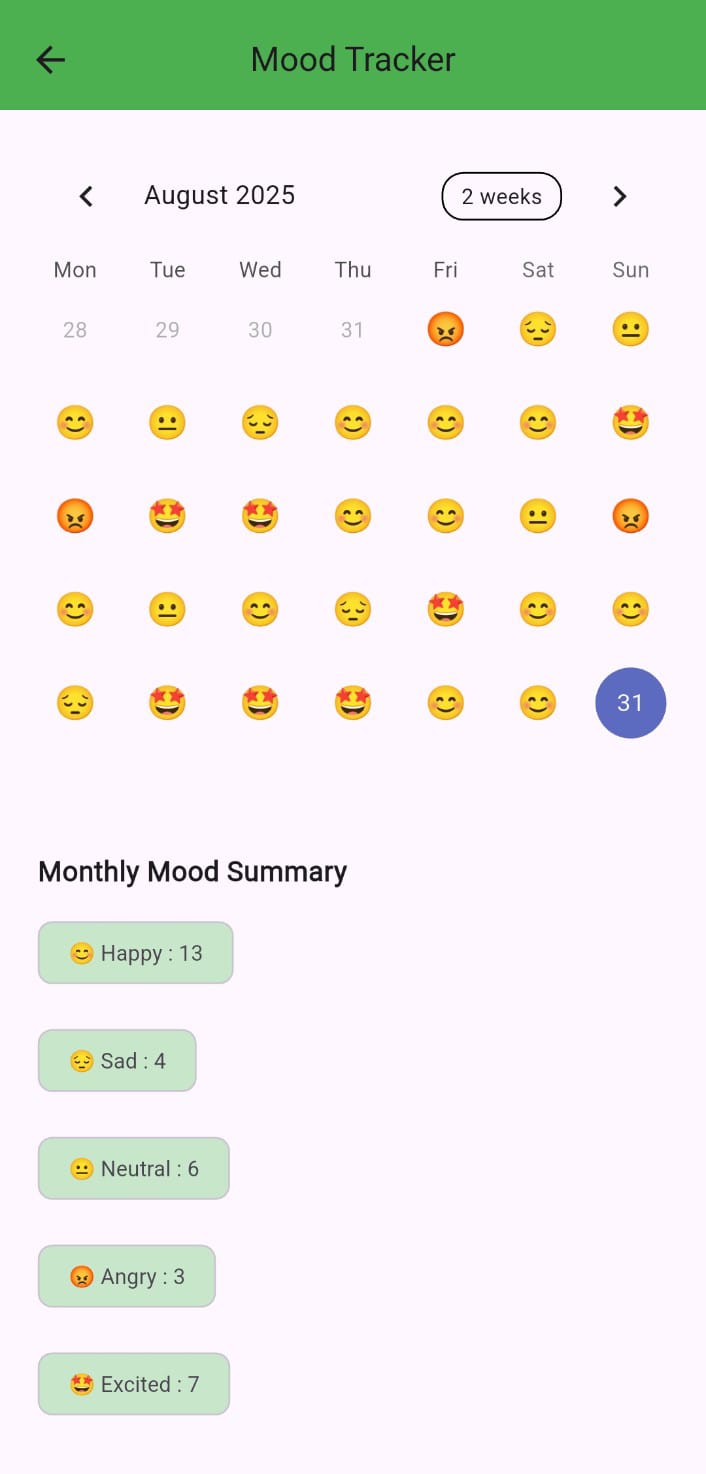 Mood Tracker
August 2025 2 weeks
Mon Tue Wed Thu Fri Sat Sun
28 29 30 31 😡 😔 😐
😊 😐 😔 😊 😊 😊 🤩
😡 🤩 🤩 😊 😊 😐 😡
😊 😐 😊 😔 🤩 😊 😊
😔 🤩 🤩 🤩 😊 😊 31
Monthly Mood Summary
😊 Happy : 13
😔 Sad : 4
😐 Neutral : 6
😡 Angry : 3
🤩 Excited : 7